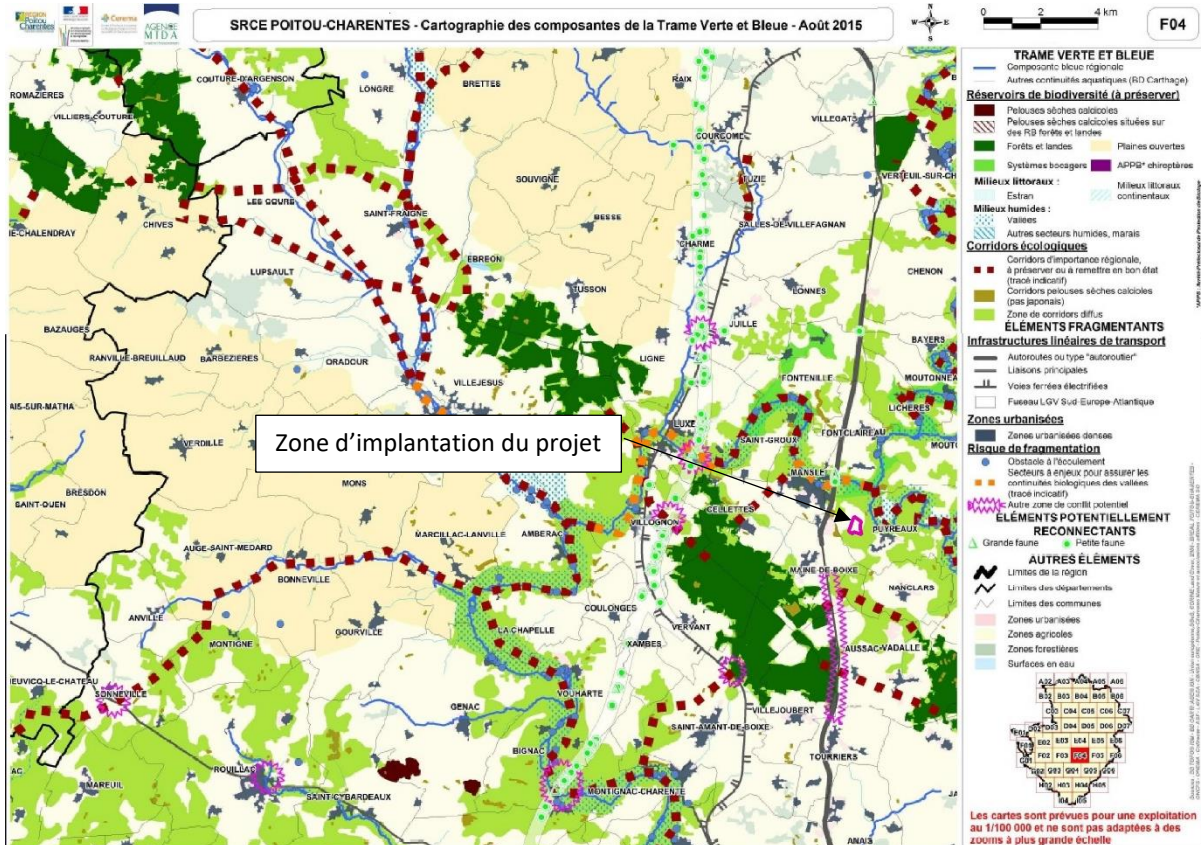 RÉGION
Poitou
Charentes
Cerema
AGENCE
MTDA
SRCE POITOU-CHARENTES - Cartographie des composantes de la Trame Verte et Bleue - Août 2015
N
W
E
S
0 2 4 km
F04
TRAME VERTE ET BLEUE
Composante bleue régionale
Autres continuités aquatiques (BD Carthage)
Réservoirs de biodiversité (à préserver)
Pelouses sèches calcicoles
Pelouses sèches calcicoles situées sur
des RB forêts et landes
Forêts et landes
Plaines ouvertes
Systèmes bocagers
APPB* chiroptères
Milieux littoraux :
Estran
Milieux littoraux
continentaux
Milieux humides :
Vallées
Autres secteurs humides, marais
Corridors écologiques
Corridors d'importance régionale,
à préserver ou à remettre en bon état
(tracé indicatif)
Corridors pelouses sèches calcicoles
(pas japonais)
Zone de corridors diffus
ÉLÉMENTS FRAGMENTANTS
Infrastructures linéaires de transport
Autoroutes ou type "autoroutier"
Liaisons principales
Voies ferrées électrifiées
Fuseau LGV Sud-Europe-Atlantique
Zones urbanisées
Zones urbanisées denses
Risque de fragmentation
Obstacle à l'écoulement
Secteurs à enjeux pour assurer les
continuités biologiques des vallées
(tracé indicatif)
Autre zone de conflit potentiel
ÉLÉMENTS POTENTIELLEMENT
RECONNECTANTS
Grande faune
Petite faune
AUTRES ÉLÉMENTS
Limites de la région
Limites des départements
Limites des communes
Zones urbanisées
Zones agricoles
Zones forestières
Surfaces en eau
Les cartes sont prévues pour une exploitation
au 1/100 000 et ne sont pas adaptées à des
zooms à plus grande échelle
Zone d'implantation du projet
ROMAZIERES
COUTURE-D'ARGENSON
LONGRE
BRETTES
RAIX
VILLEGATS
VILLIERS-COUTURE
COURCOME
SOUVIGNE
TUZIE
LES GOURS
SAINT-FRAIGNE
BESSE
SALLES-DE-VILLEFAGNAN
CHIVES
CHARME
LUPSAULT
EBREON
CHENON
TUSSON
LONNES
BAZAUGES
JUILLE
BAYERS
RANVILLE-BREUILLAUD
BARBEZIERES
ORADOUR
LIGNE
VILLEJESUS
FONTENILLE
LICHERES
VERDILLE
LUXE
SAINT-GROUX
FONTCLAIREAU
MONS
MANSLE
BRESDON
SAINT-OUEN
CELLETTES
VILLOGNON
PUYREAUX
MARCILLAC-LANVILLE
AMBERAC
AUGE-SAINT-MEDARD
BONNEVILLE
MAINE-DE-BOIXE
NANCLARS
ANVILLE
COULONGES
GOURVILLE
LA CHAPELLE
VERVANT
MONTIGNE
XAMBES
AUSSAC-VADALLE
SONNEVILLE
VOUHARTE
GENAC
VILLEJOUBERT
SAINT-AMANT-DE-BOIXE
BIGNAC
TOURRIERS
ROUILLAC
MAREUIL
SAINT-CYBARDEAUX
MONTIGNAC-CHARENTE
ANAIS